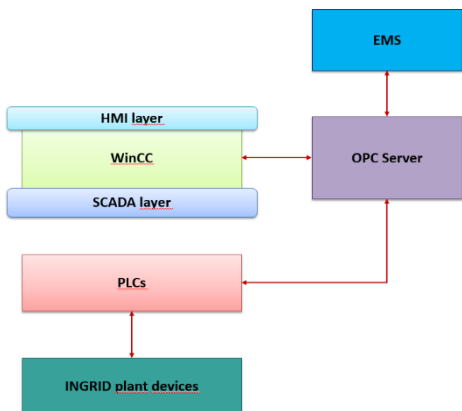 EMS
HMI layer
WinCC
OPC Server
SCADA layer
PLCs
INGRID plant devices